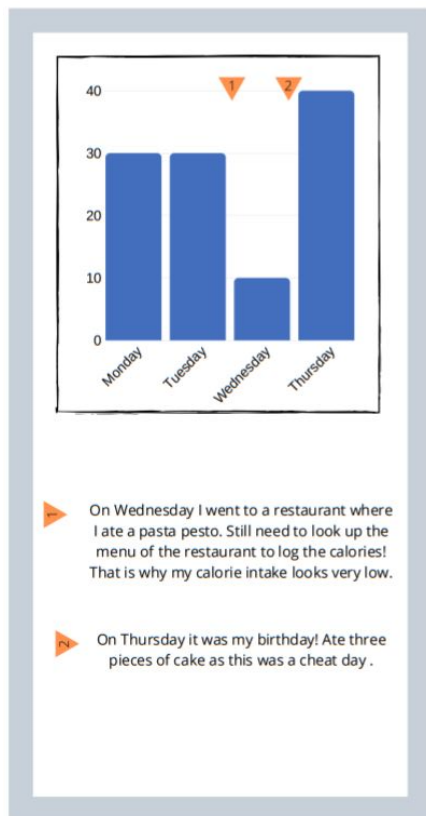 1
2
40
30
20
10
0
Monday
Tuesday
Wednesday
Thursday
1
On Wednesday I went to a restaurant where
I ate a pasta pesto. Still need to look up the
menu of the restaurant to log the calories!
That is why my calorie intake looks very low.
2
On Thursday it was my birthday! Ate three
pieces of cake as this was a cheat day .